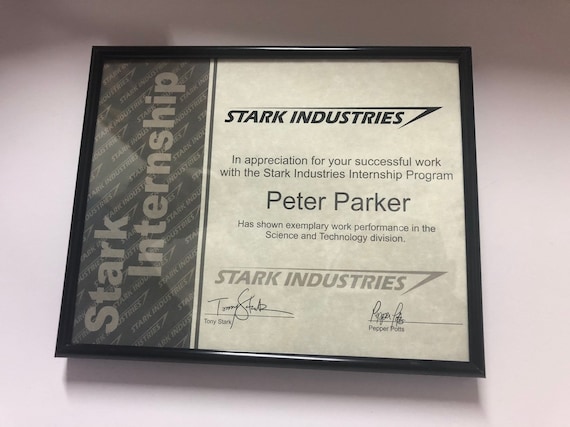 Stark
Internship
STARK INDUSTRIES
In appreciation for your successful work
with the Stark Industries Internship Program
Peter Parker
Has shown exemplary work performance in the
Science and Technology division.
STARK INDUSTRIES
Tony Stark
Pepper Potts